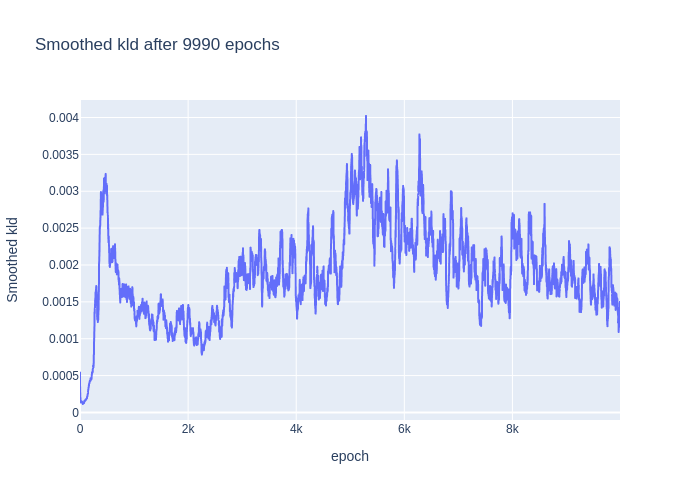 Smoothed kld after 9990 epochs
0.004
0.0035
0.003
0.0025
0.002
0.0015
0.001
0.0005
0
Smoothed kld
0 2k 4k 6k 8k
epoch